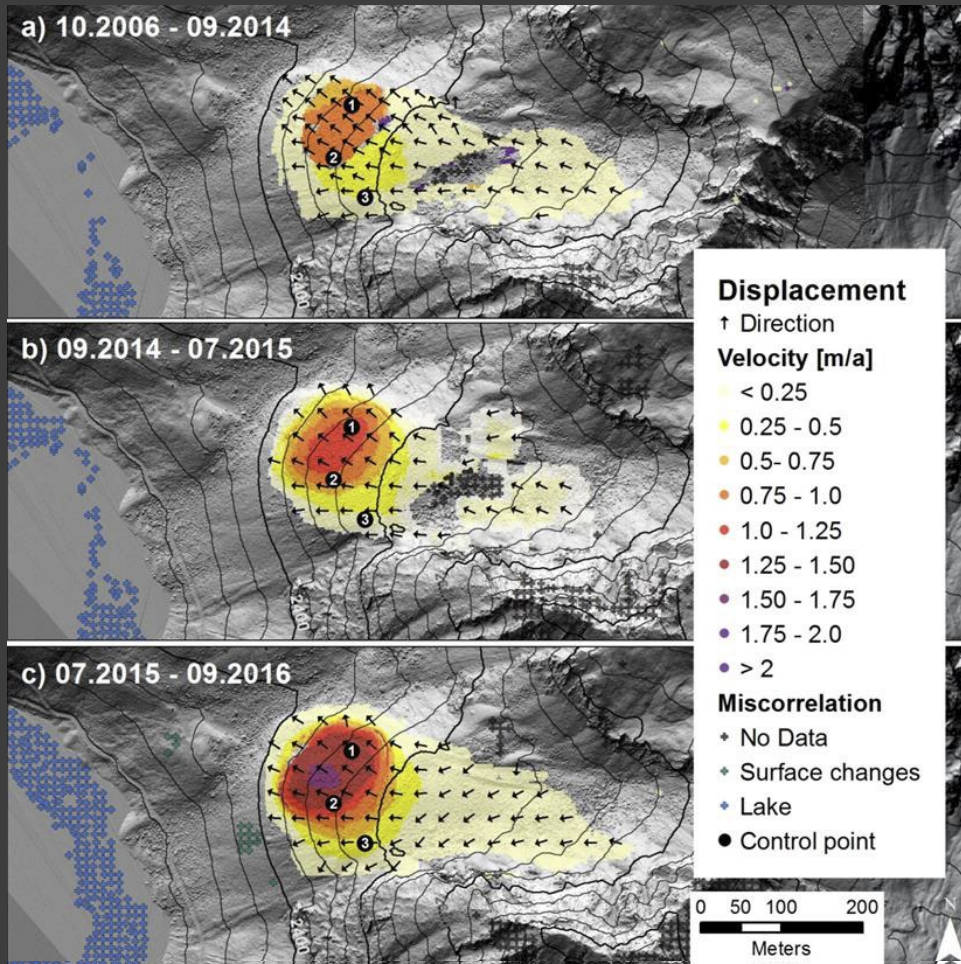 a) 10.2006 - 09.2014
1
2
3
2400
b) 09.2014 - 07.2015
1
2
3
2400
c) 07.2015 - 09.2016
1
2
3
2400
Displacement
Direction
Velocity [m/a]
< 0.25
0.25 - 0.5
0.5- 0.75
0.75 - 1.0
1.0 - 1.25
1.25 - 1.50
1.50 - 1.75
1.75 - 2.0
> 2
Miscorrelation
No Data
Surface changes
Lake
Control point
0 50 100 200
Meters
N